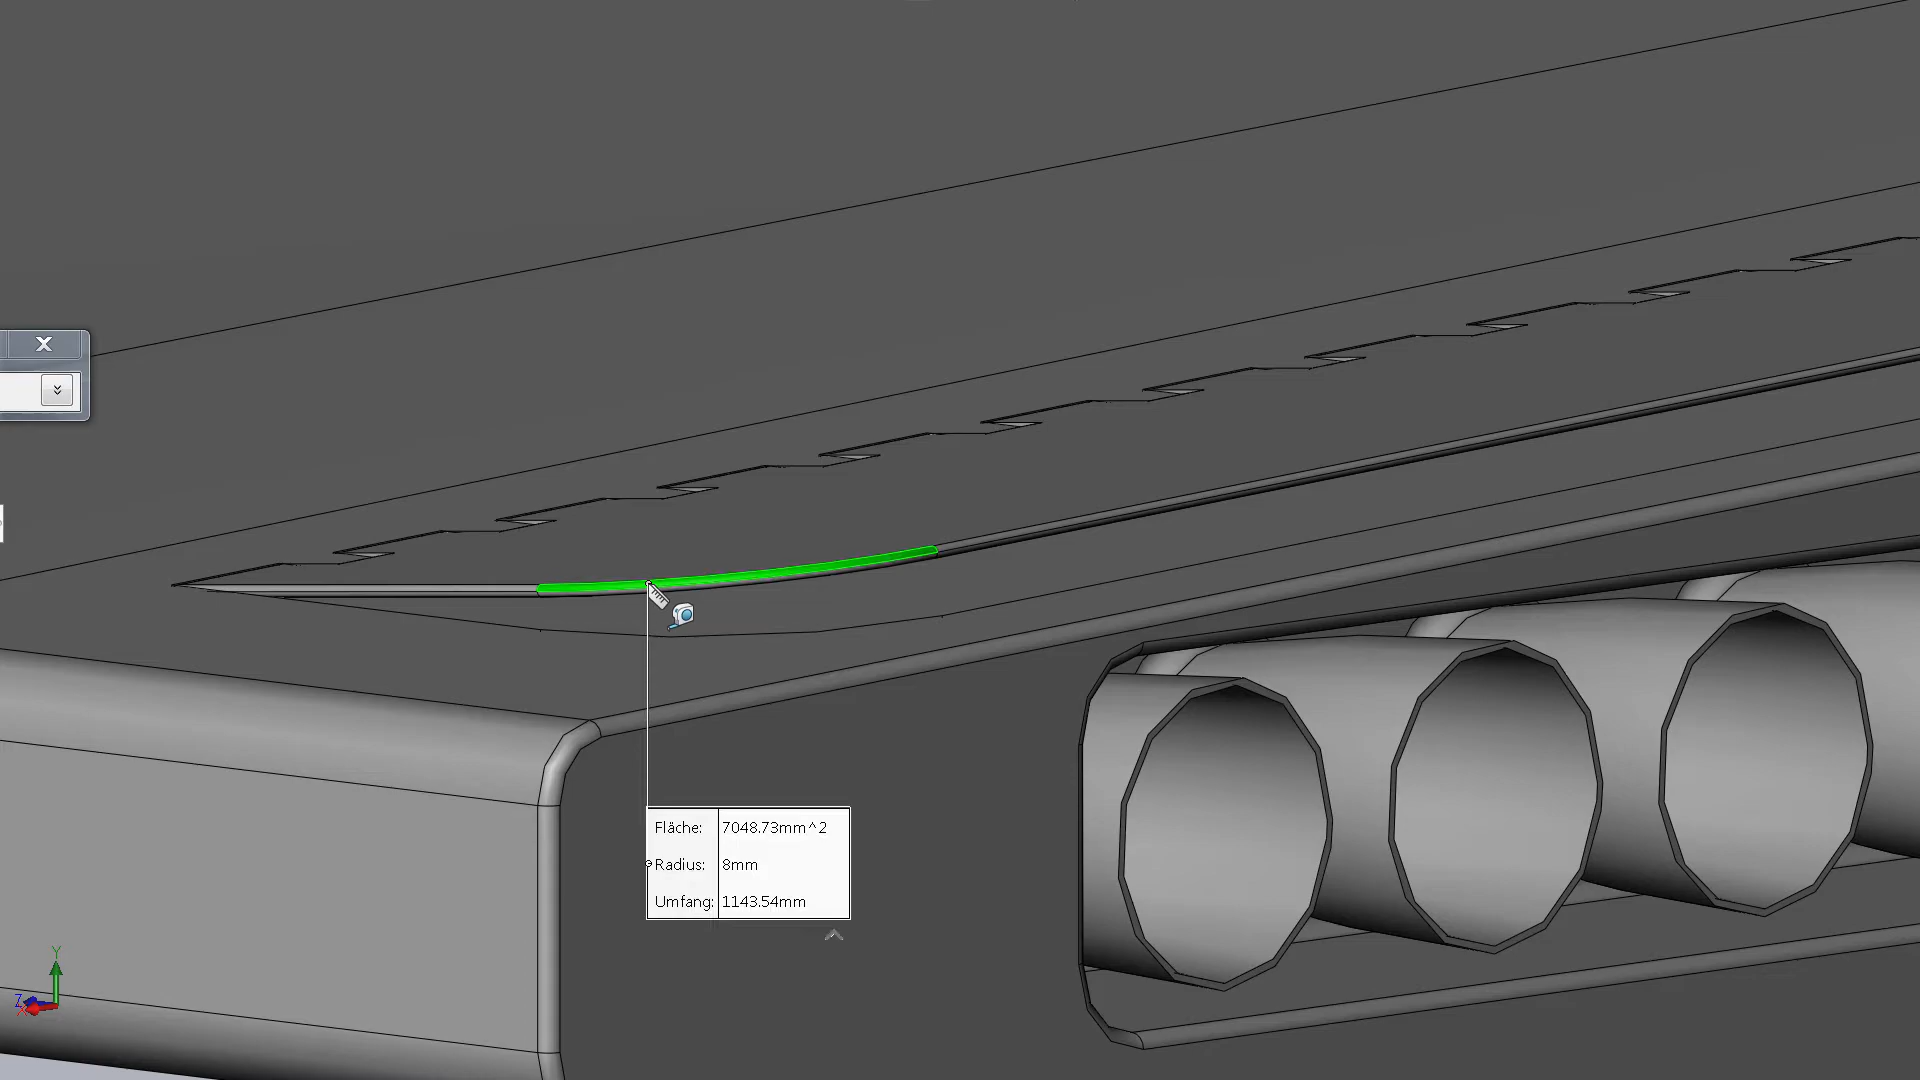 X
Fläche: 7048.73mm^2
Radius: 8mm
Umfang: 1143.54mm
Y
Z
X